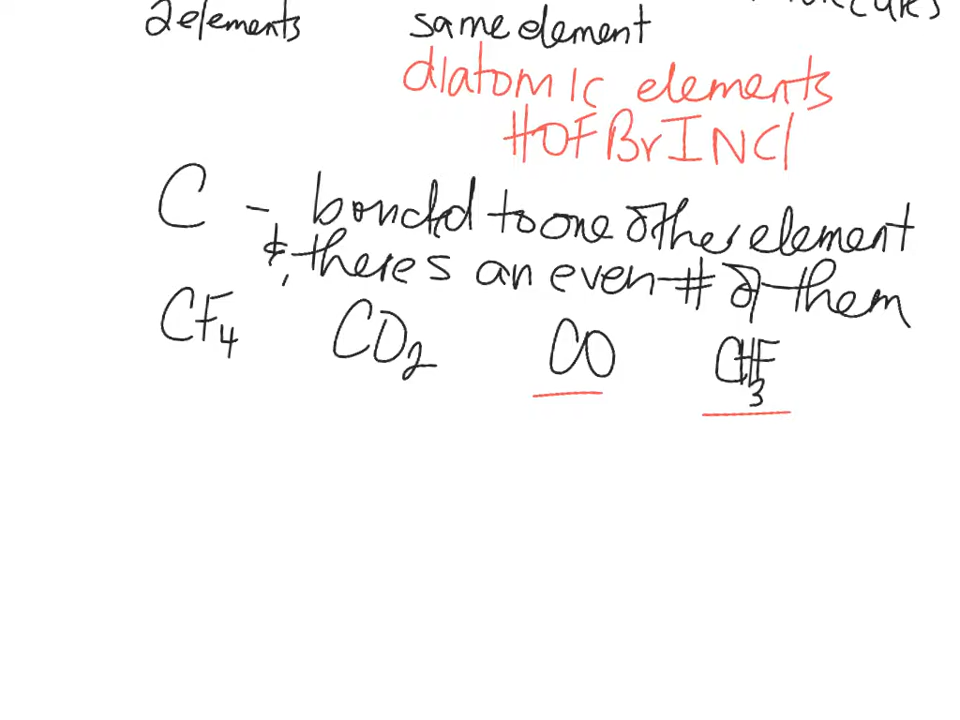 2 elements same element
diatomic elements
HOFBrINCl
C - bonded to one other element
&, there's an even # of them
CF4 CO2 CO CHF3